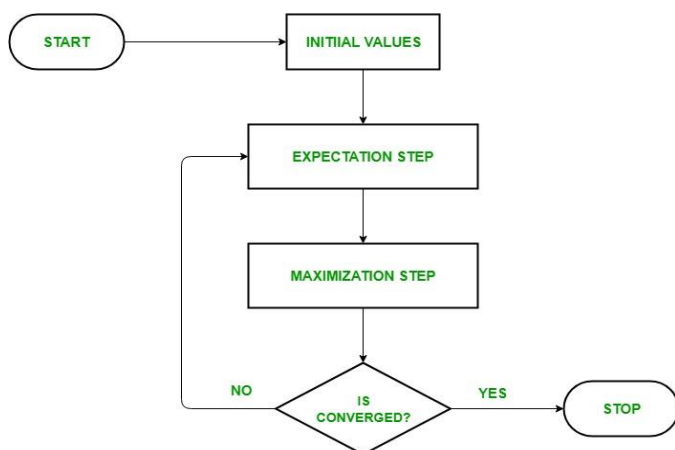 START
INITIIAL VALUES
EXPECTATION STEP
MAXIMIZATION STEP
NO
IS
CONVERGED?
YES
STOP